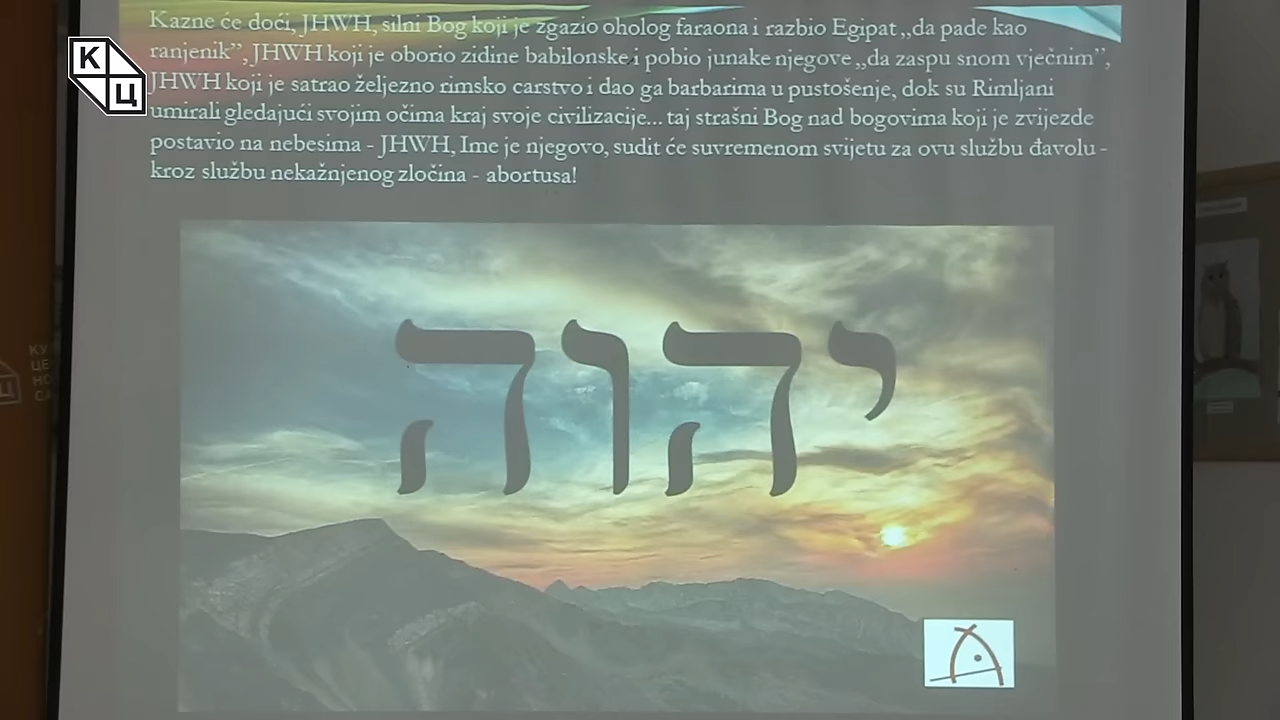 Kazne će doći, JHWH, silni Bog koji je zgazio oholog faraona i razbio Egipat „da pade kao
ranjenik”, JHWH koji je oborio zidine babilonske i pobio junake njegove „da zaspu snom vječnim”,
JHWH koji je satrao željezno rimsko carstvo i dao ga barbarima u pustošenje, dok su Rimljani
umirali gledajući svojim očima kraj svoje civilizacije... taj strašni Bog nad bogovima koji je zvijezde
postavio na nebesima - JHWH, Ime je njegovo, sudit će suvremenom svijetu za ovu službu đavolu -
kroz službu nekažnjenog zločina - abortusa!
КЦ
יהוה